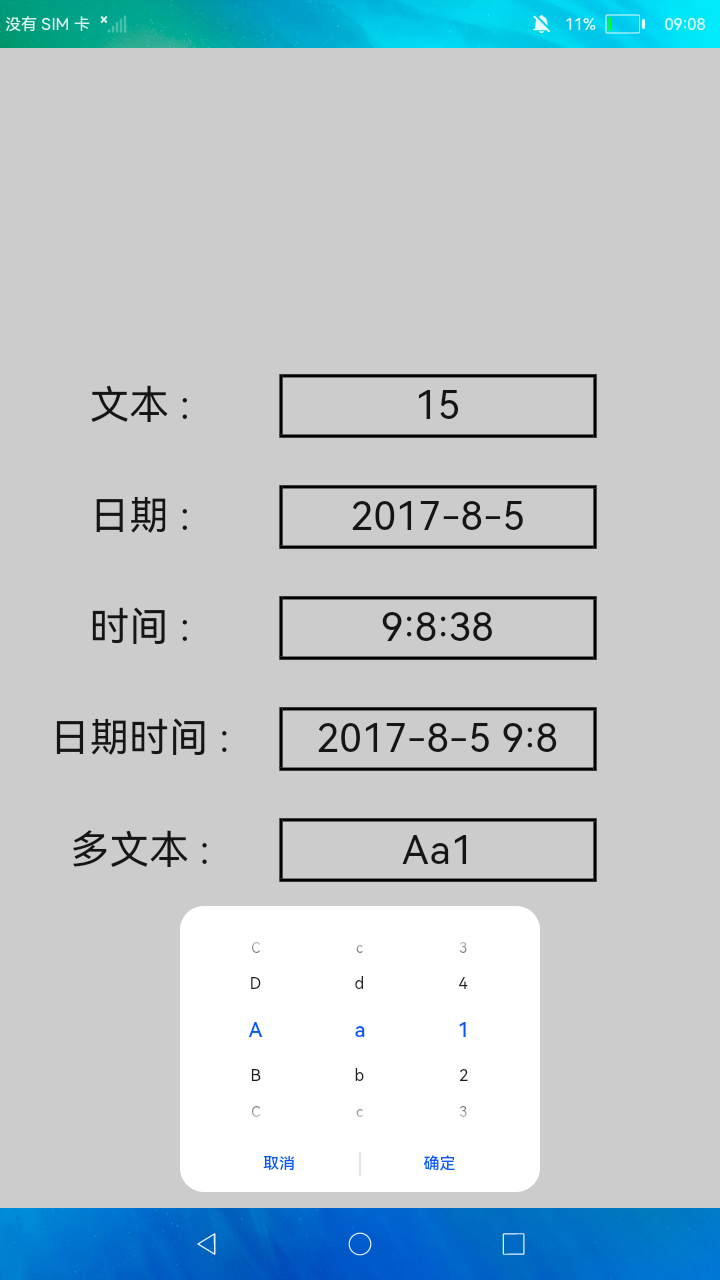 没有 SIM 卡 11% 09:08
文本 : 15
日期 : 2017-8-5
时间 : 9:8:38
日期时间 : 2017-8-5 9:8
多文本 : Aa1
C c 3
D d 4
A a 1
B b 2
C c 3
取消 确定